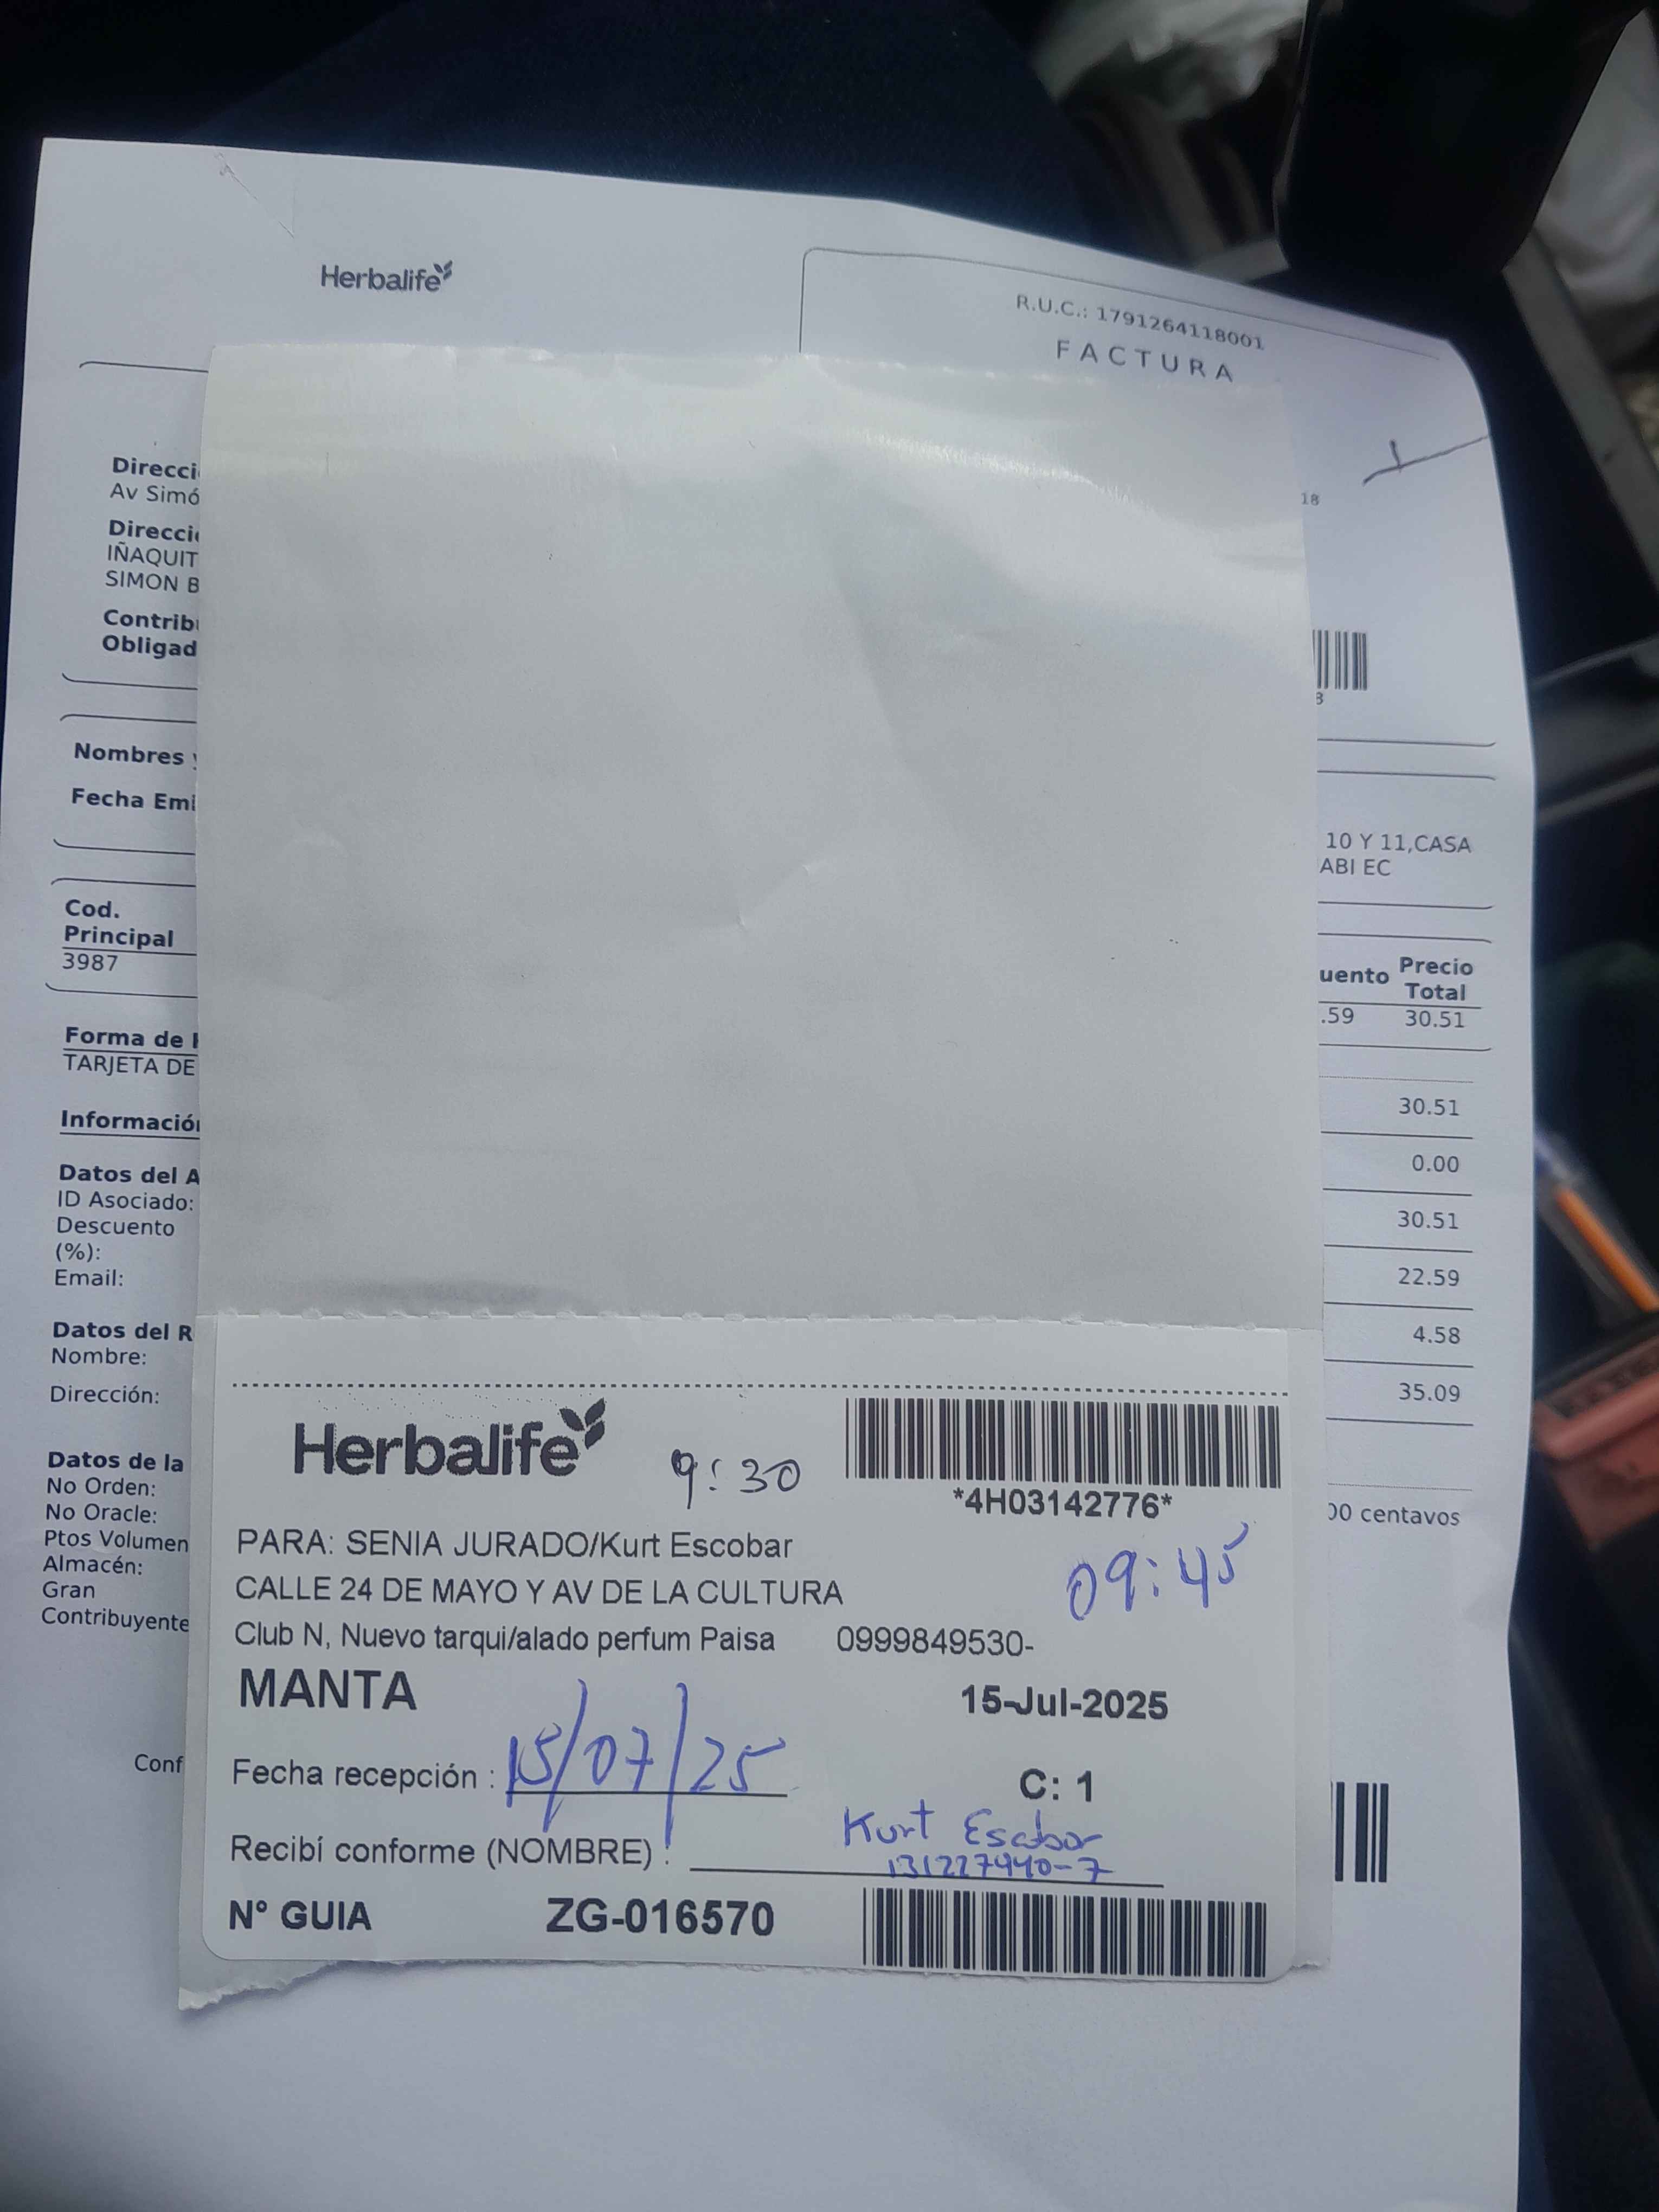 Herbalife
R.U.C.: 1791264118001
FACTURA
18
Direcci
Av Simó
Direcci
IÑAQUIT
SIMON B
Contrib
Obligad
3
Nombres y
Fecha Emi
10 Y 11,CASA
ABI EC
Cod.
Principal
3987
uento Precio
Total
.59 30.51
Forma de
TARJETA DE
30.51
Informació
0.00
Datos del A
ID Asociado:
30.51
Descuento
(%):
Email:
22.59
Datos del R
4.58
Nombre:
Dirección:
35.09
Datos de la
No Orden:
No Oracle:
00 centavos
Ptos Volumen
Almacén:
Gran
Contribuyente
Conf
Herbalife 9:30
*4H03142776*
PARA: SENIA JURADO/Kurt Escobar
09:45
CALLE 24 DE MAYO Y AV DE LA CULTURA
Club N, Nuevo tarqui/alado perfum Paisa 0999849530-
MANTA 15-Jul-2025
Fecha recepción : 15/07/25 C: 1
Kurt Escobar
Recibí conforme (NOMBRE) : 131227940-7
N° GUIA ZG-016570